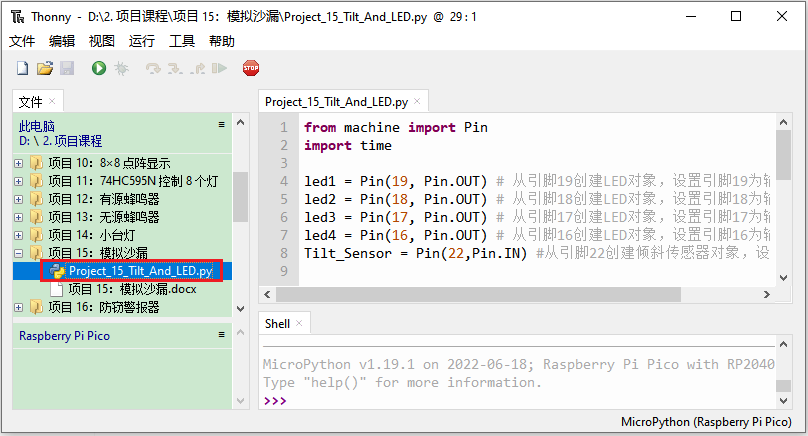 Thonny - D:\2. 项目课程\项目 15：模拟沙漏\Project_15_Tilt_And_LED.py @ 29 : 1
文件 编辑 视图 运行 工具 帮助
STOP
文件 ×
此电脑 ≡
D: \ 2. 项目课程
项目 10：8×8 点阵显示
项目 11：74HC595N 控制 8 个灯
项目 12：有源蜂鸣器
项目 13：无源蜂鸣器
项目 14：小台灯
项目 15：模拟沙漏
Project_15_Tilt_And_LED.py
项目 15：模拟沙漏.docx
项目 16：防窃警报器
Raspberry Pi Pico ≡
Project_15_Tilt_And_LED.py ×
1 from machine import Pin
2 import time
3
4 led1 = Pin(19, Pin.OUT) # 从引脚19创建LED对象，设置引脚19为输
5 led2 = Pin(18, Pin.OUT) # 从引脚18创建LED对象，设置引脚18为输
6 led3 = Pin(17, Pin.OUT) # 从引脚17创建LED对象，设置引脚17为输
7 led4 = Pin(16, Pin.OUT) # 从引脚16创建LED对象，设置引脚16为输
8 Tilt_Sensor = Pin(22,Pin.IN) #从引脚22创建倾斜传感器对象，设
9
Shell ×
MicroPython v1.19.1 on 2022-06-18; Raspberry Pi Pico with RP2040
Type "help()" for more information.
>>>
MicroPython (Raspberry Pi Pico)